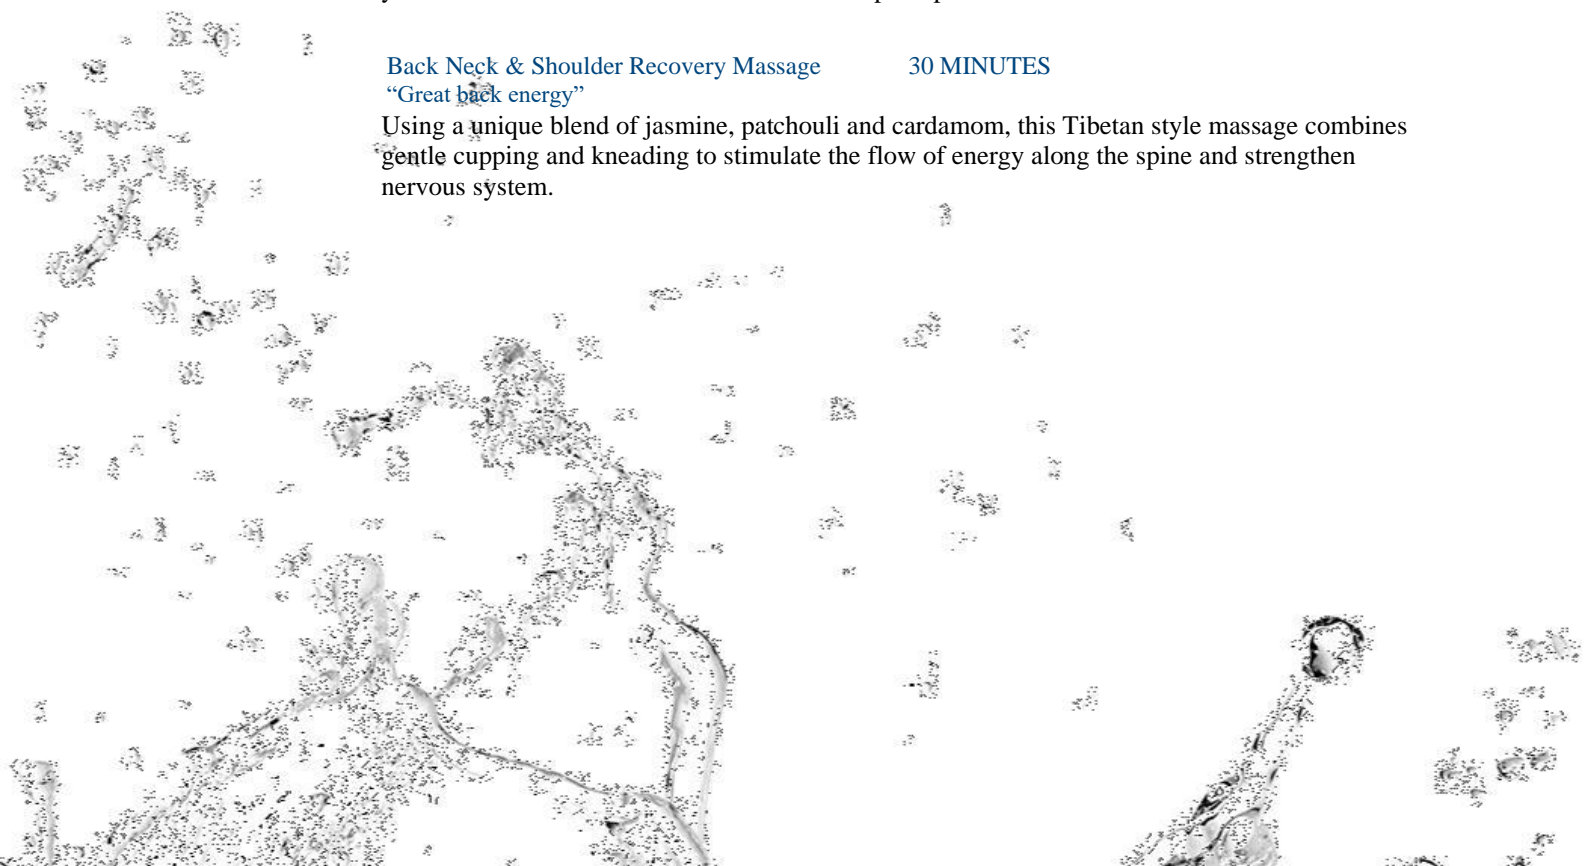 Back Neck & Shoulder Recovery Massage 30 MINUTES
“Great back energy”
Using a unique blend of jasmine, patchouli and cardamom, this Tibetan style massage combines
gentle cupping and kneading to stimulate the flow of energy along the spine and strengthen
nervous system.